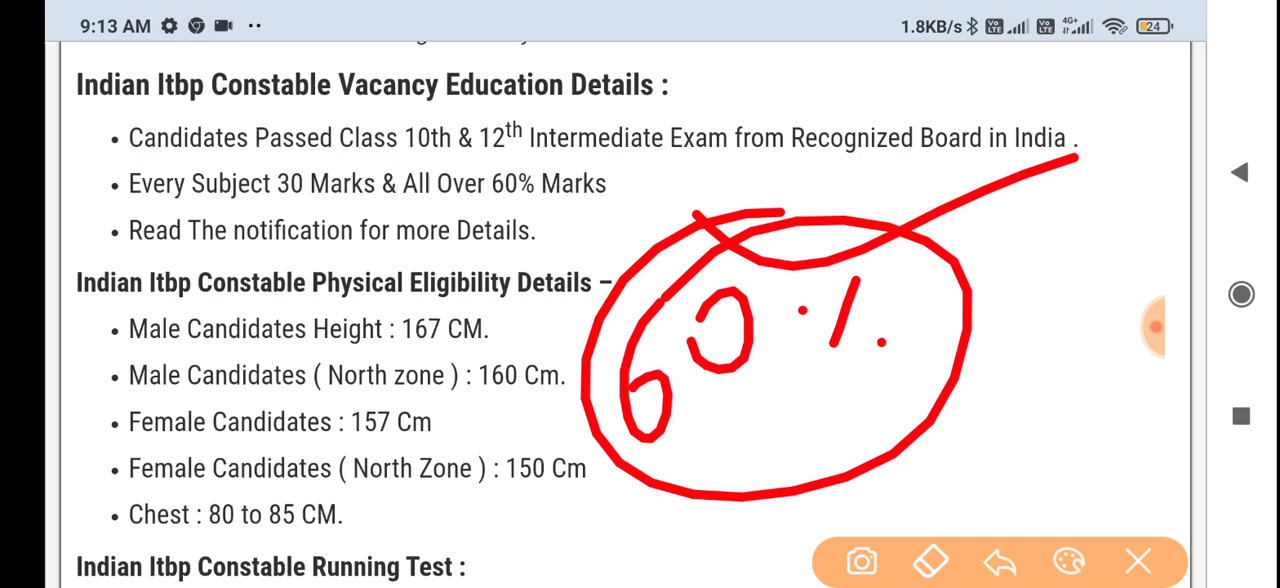 9:13 AM
1.8KB/s
4G+
24
Indian Itbp Constable Vacancy Education Details :
• Candidates Passed Class 10th & 12th Intermediate Exam from Recognized Board in India .
• Every Subject 30 Marks & All Over 60% Marks
• Read The notification for more Details.
Indian Itbp Constable Physical Eligibility Details –
60 %.
• Male Candidates Height : 167 CM.
• Male Candidates ( North zone ) : 160 Cm.
• Female Candidates : 157 Cm
• Female Candidates ( North Zone ) : 150 Cm
• Chest : 80 to 85 CM.
Indian Itbp Constable Running Test :